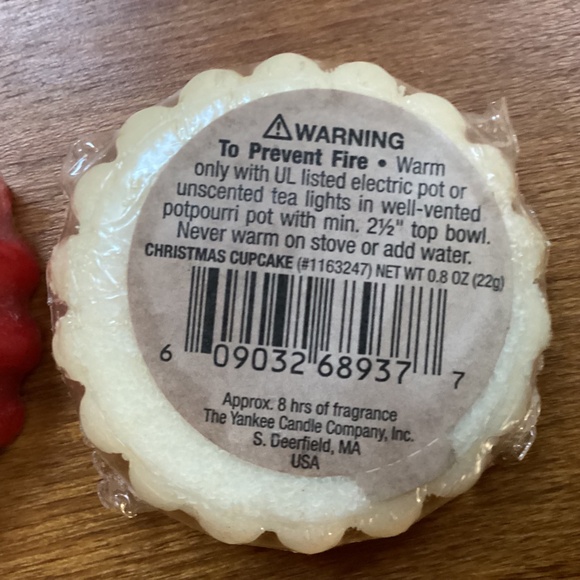 ⚠WARNING
To Prevent Fire • Warm
only with UL listed electric pot or
unscented tea lights in well-vented
potpourri pot with min. 2½" top bowl.
Never warm on stove or add water.
CHRISTMAS CUPCAKE (#1163247) NET WT 0.8 OZ (22g)
6 09032 68937 7
Approx. 8 hrs of fragrance
The Yankee Candle Company, Inc.
S. Deerfield, MA
USA